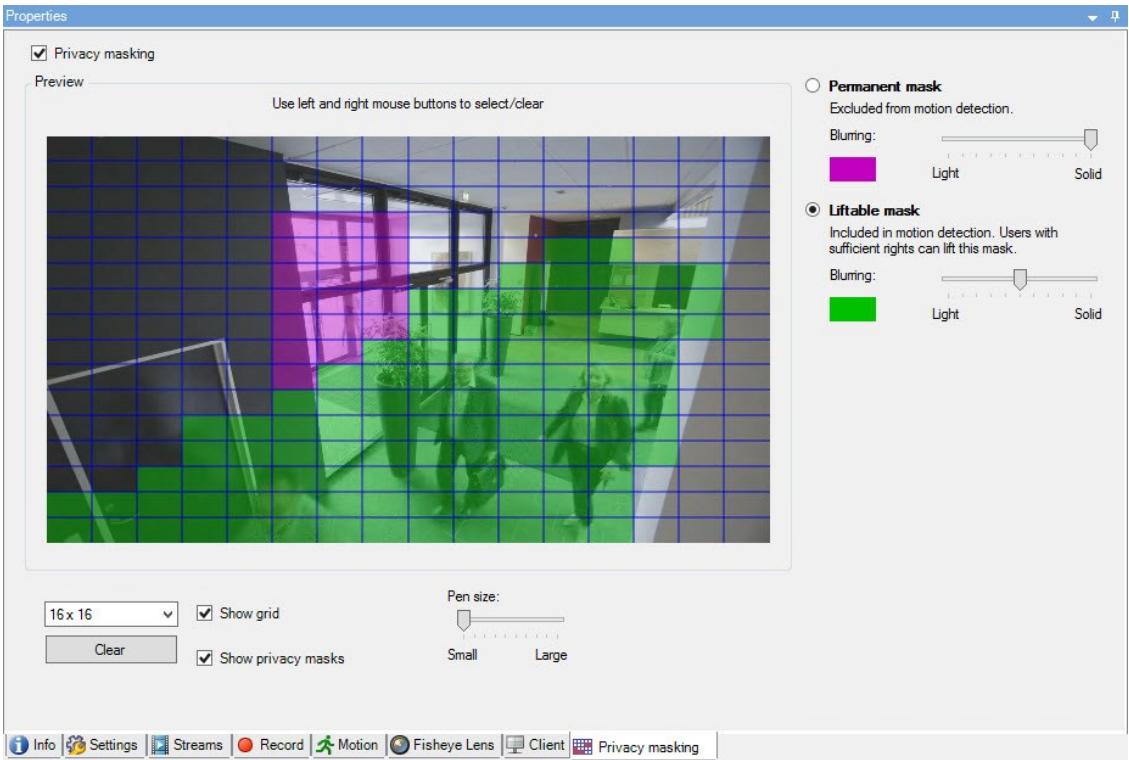 Properties
Privacy masking
Preview
Use left and right mouse buttons to select/clear
Permanent mask
Excluded from motion detection.
Blurring:
Light Solid
Liftable mask
Included in motion detection. Users with
sufficient rights can lift this mask.
Blurring:
Light Solid
16 x 16
Show grid
Pen size:
Clear
Show privacy masks
Small Large
Info Settings Streams Record Motion Fisheye Lens Client Privacy masking